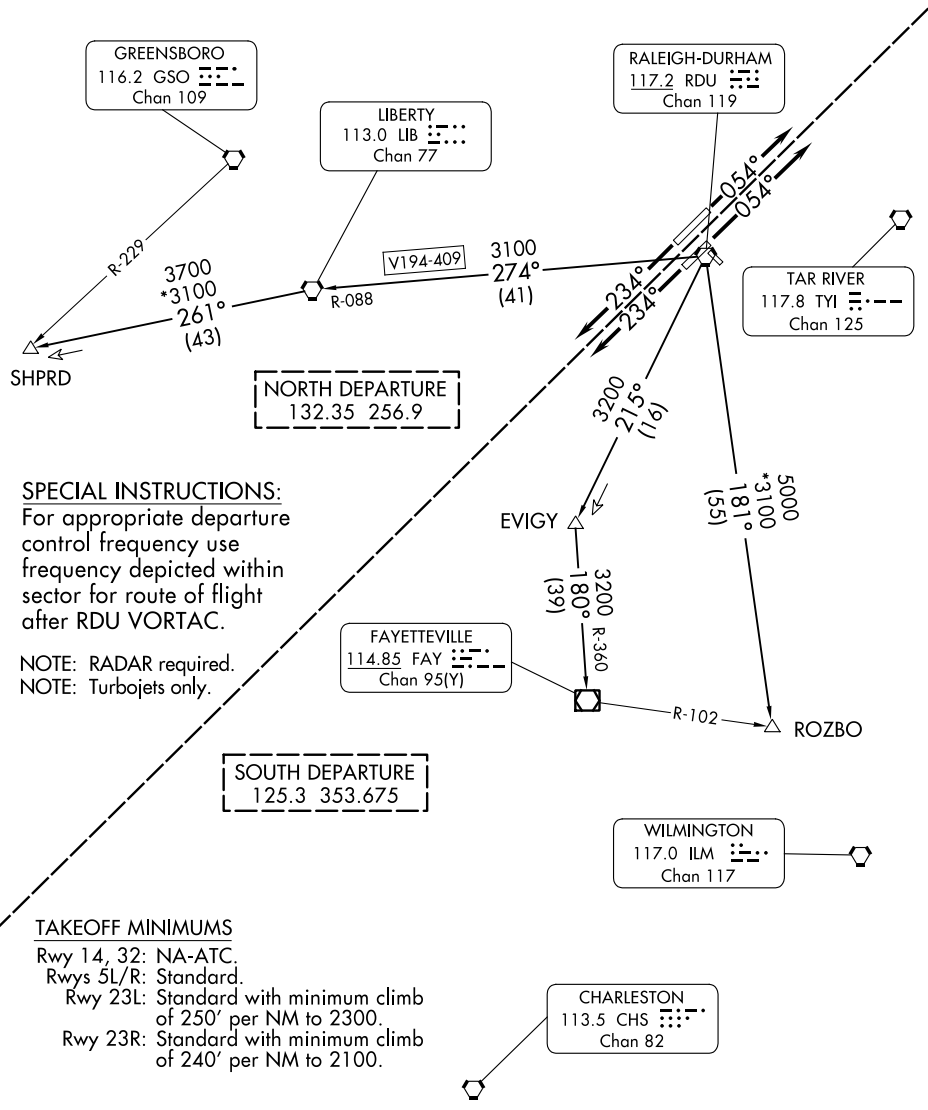 GREENSBORO
116.2 GSO
Chan 109
RALEIGH-DURHAM
117.2 RDU
Chan 119
LIBERTY
113.0 LIB
Chan 77
054°
054°
R-229
3700
*3100
261°
(43)
V194-409
3100
274°
(41)
R-088
234°
234°
TAR RIVER
117.8 TYI
Chan 125
SHPRD
NORTH DEPARTURE
132.35 256.9
3200
215°
(16)
5000
*3100
181°
(55)
SPECIAL INSTRUCTIONS:
For appropriate departure
control frequency use
frequency depicted within
sector for route of flight
after RDU VORTAC.
NOTE: RADAR required.
NOTE: Turbojets only.
EVIGY
3200
180°
(39)
R-360
FAYETTEVILLE
114.85 FAY
Chan 95(Y)
R-102
ROZBO
SOUTH DEPARTURE
125.3 353.675
WILMINGTON
117.0 ILM
Chan 117
TAKEOFF MINIMUMS
Rwy 14, 32: NA-ATC.
Rwys 5L/R: Standard.
Rwy 23L: Standard with minimum climb
of 250' per NM to 2300.
Rwy 23R: Standard with minimum climb
of 240' per NM to 2100.
CHARLESTON
113.5 CHS
Chan 82